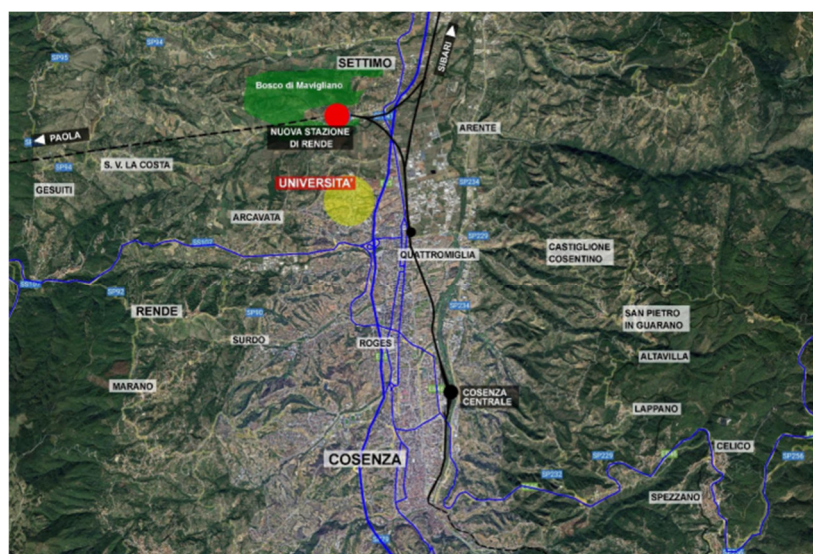 SP94
SP93
SETTIMO
SIBARI
Bosco di Mavigliano
PAOLA
NUOVA STAZIONE
DI RENDE
ARENTE
S. V. LA COSTA
GESUITI
UNIVERSITA'
SP234
ARCAVATA
SP229
QUATTROMIGLIA
CASTIGLIONE
COSENTINO
SP92
RENDE
SP90
SP234
SAN PIETRO
IN GUARANO
SURDO
ROGES
ALTAVILLA
MARANO
COSENZA
CENTRALE
LAPPANO
CELICO
COSENZA
SP229
SP256
SP232
SPEZZANO